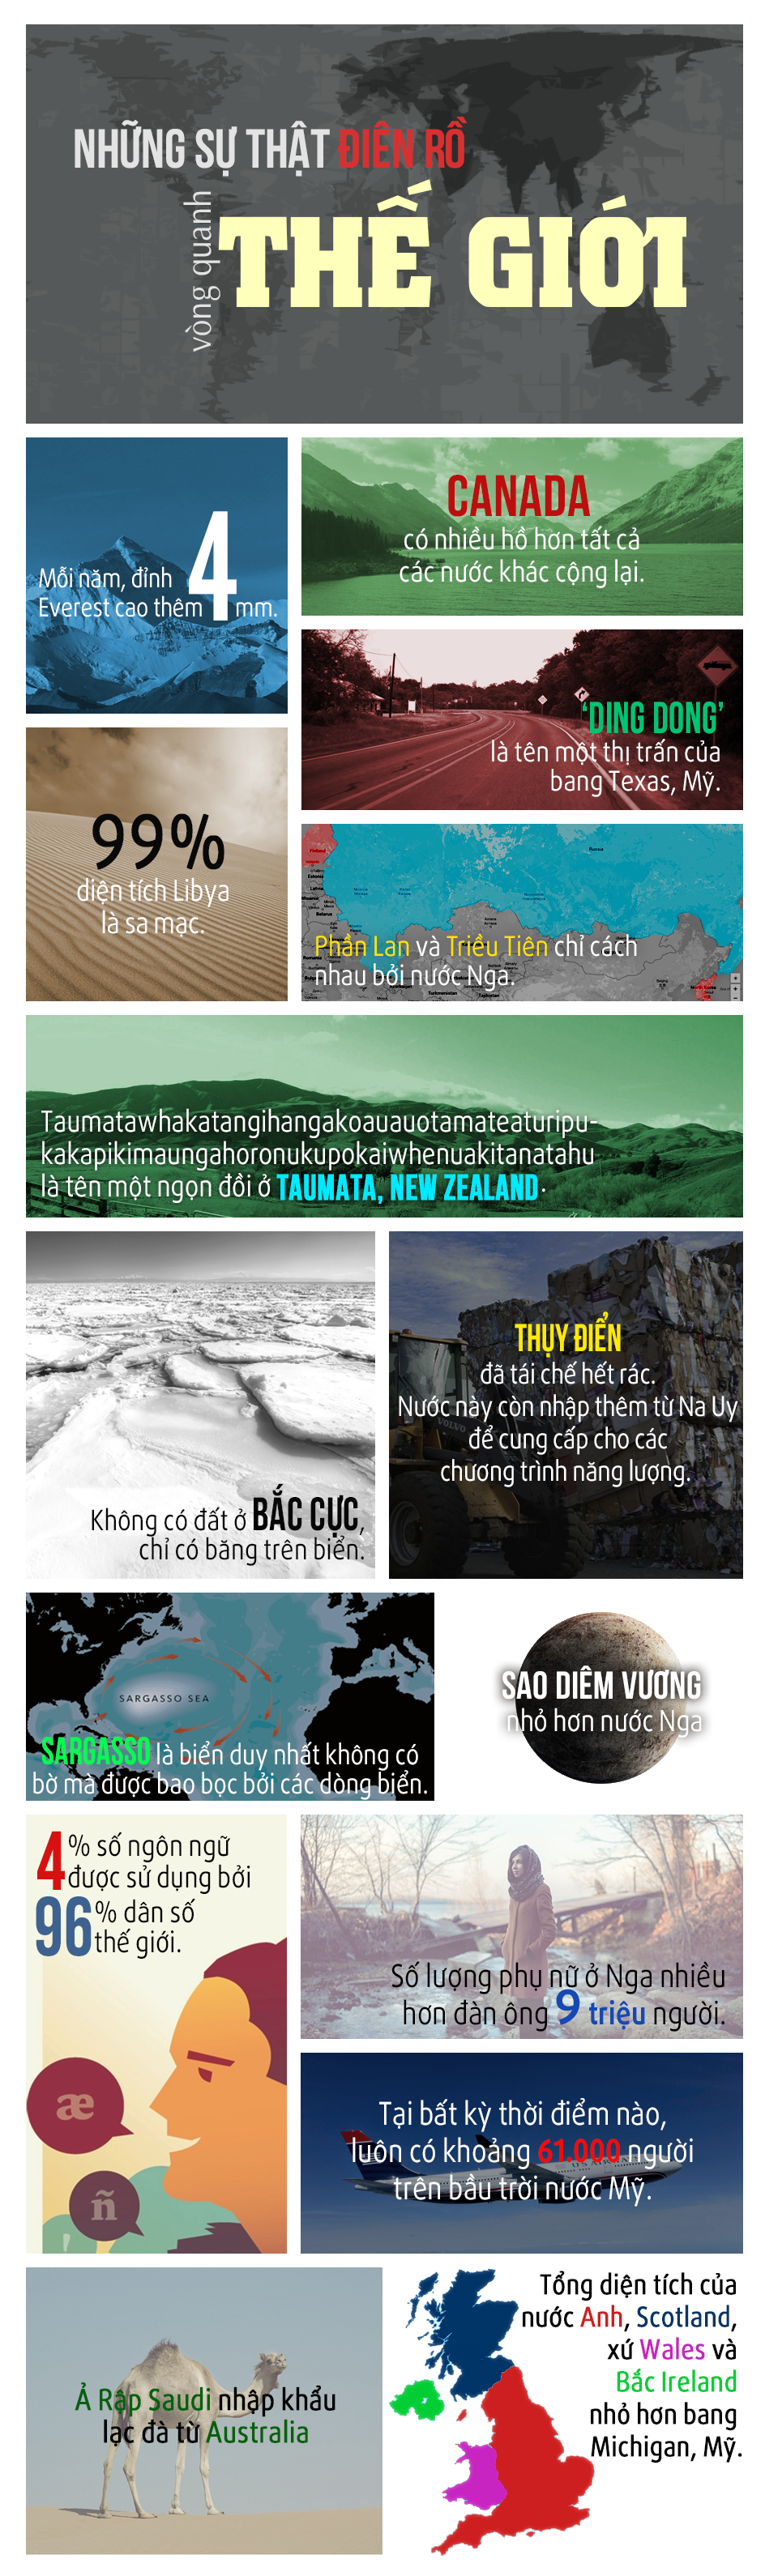 NHỮNG SỰ THẬT ĐIÊN RỒ
vòng quanh
THẾ GIỚI
Mỗi năm, đỉnh
Everest cao thêm 4 mm.
CANADA
có nhiều hồ hơn tất cả
các nước khác cộng lại.
'DING DONG'
là tên một thị trấn của
bang Texas, Mỹ.
99%
diện tích Libya
là sa mạc.
Finland
Russia
Estonia
Latvia
Belarus
Phần Lan và Triều Tiên chỉ cách
nhau bởi nước Nga.
Taumatawhakatangihangakoauauotamateaturipu-
kakapikimaungahoronukupokaiwhenuakitanatahu
là tên một ngọn đồi ở TAUMATA, NEW ZEALAND.
Không có đất ở BẮC CỰC,
chỉ có băng trên biển.
THỤY ĐIỂN
đã tái chế hết rác.
Nước này còn nhập thêm từ Na Uy
để cung cấp cho các
chương trình năng lượng.
VOLVO
SARGASSO SEA
SARGASSO là biển duy nhất không có
bờ mà được bao bọc bởi các dòng biển.
SAO DIÊM VƯƠNG
nhỏ hơn nước Nga
4% số ngôn ngữ
được sử dụng bởi
96% dân số
thế giới.
æ
ñ
Số lượng phụ nữ ở Nga nhiều
hơn đàn ông 9 triệu người.
Tại bất kỳ thời điểm nào,
luôn có khoảng 61.000 người
trên bầu trời nước Mỹ.
Ả Rập Saudi nhập khẩu
lạc đà từ Australia
Tổng diện tích của
nước Anh, Scotland,
xứ Wales và
Bắc Ireland
nhỏ hơn bang
Michigan, Mỹ.